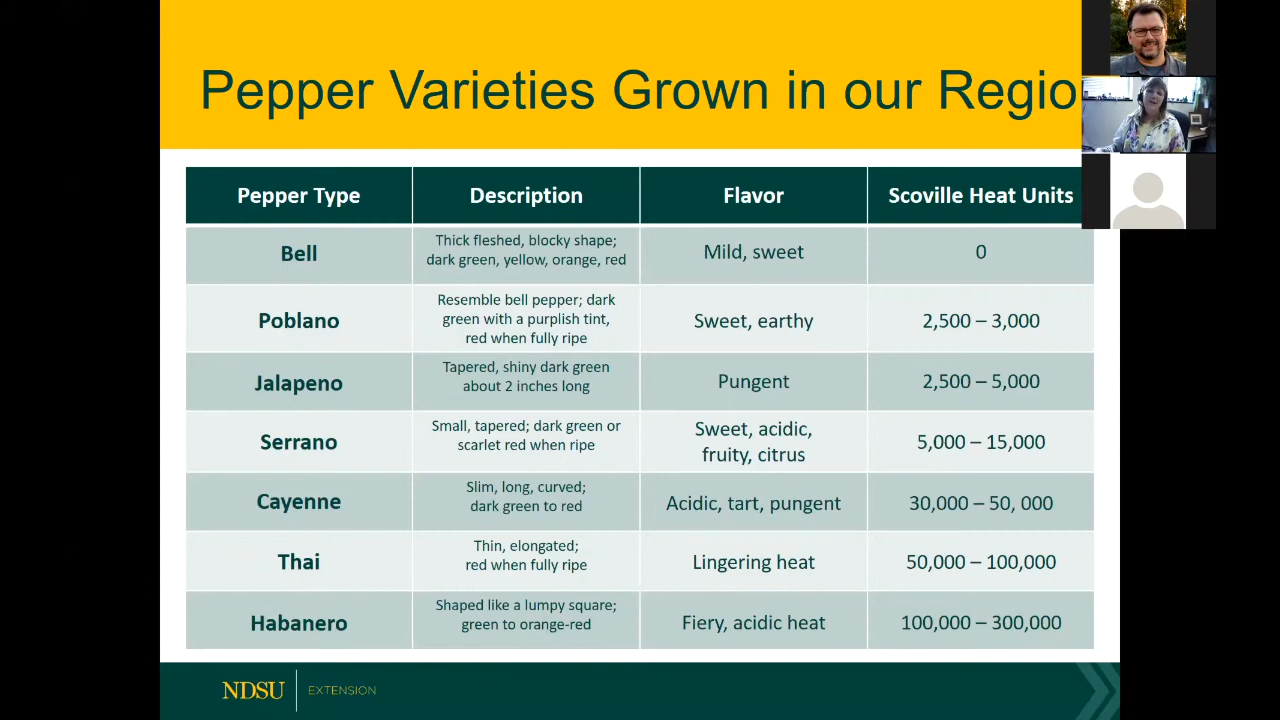 Pepper Varieties Grown in our Regio
Pepper Type Description Flavor Scoville Heat Units
Bell
Thick fleshed, blocky shape;
dark green, yellow, orange, red
Mild, sweet
0
Poblano
Resemble bell pepper; dark
green with a purplish tint,
red when fully ripe
Sweet, earthy
2,500 – 3,000
Jalapeno
Tapered, shiny dark green
about 2 inches long
Pungent
2,500 – 5,000
Serrano
Small, tapered; dark green or
scarlet red when ripe
Sweet, acidic,
fruity, citrus
5,000 – 15,000
Cayenne
Slim, long, curved;
dark green to red
Acidic, tart, pungent
30,000 – 50, 000
Thai
Thin, elongated;
red when fully ripe
Lingering heat
50,000 – 100,000
Habanero
Shaped like a lumpy square;
green to orange-red
Fiery, acidic heat
100,000 – 300,000
NDSU EXTENSION